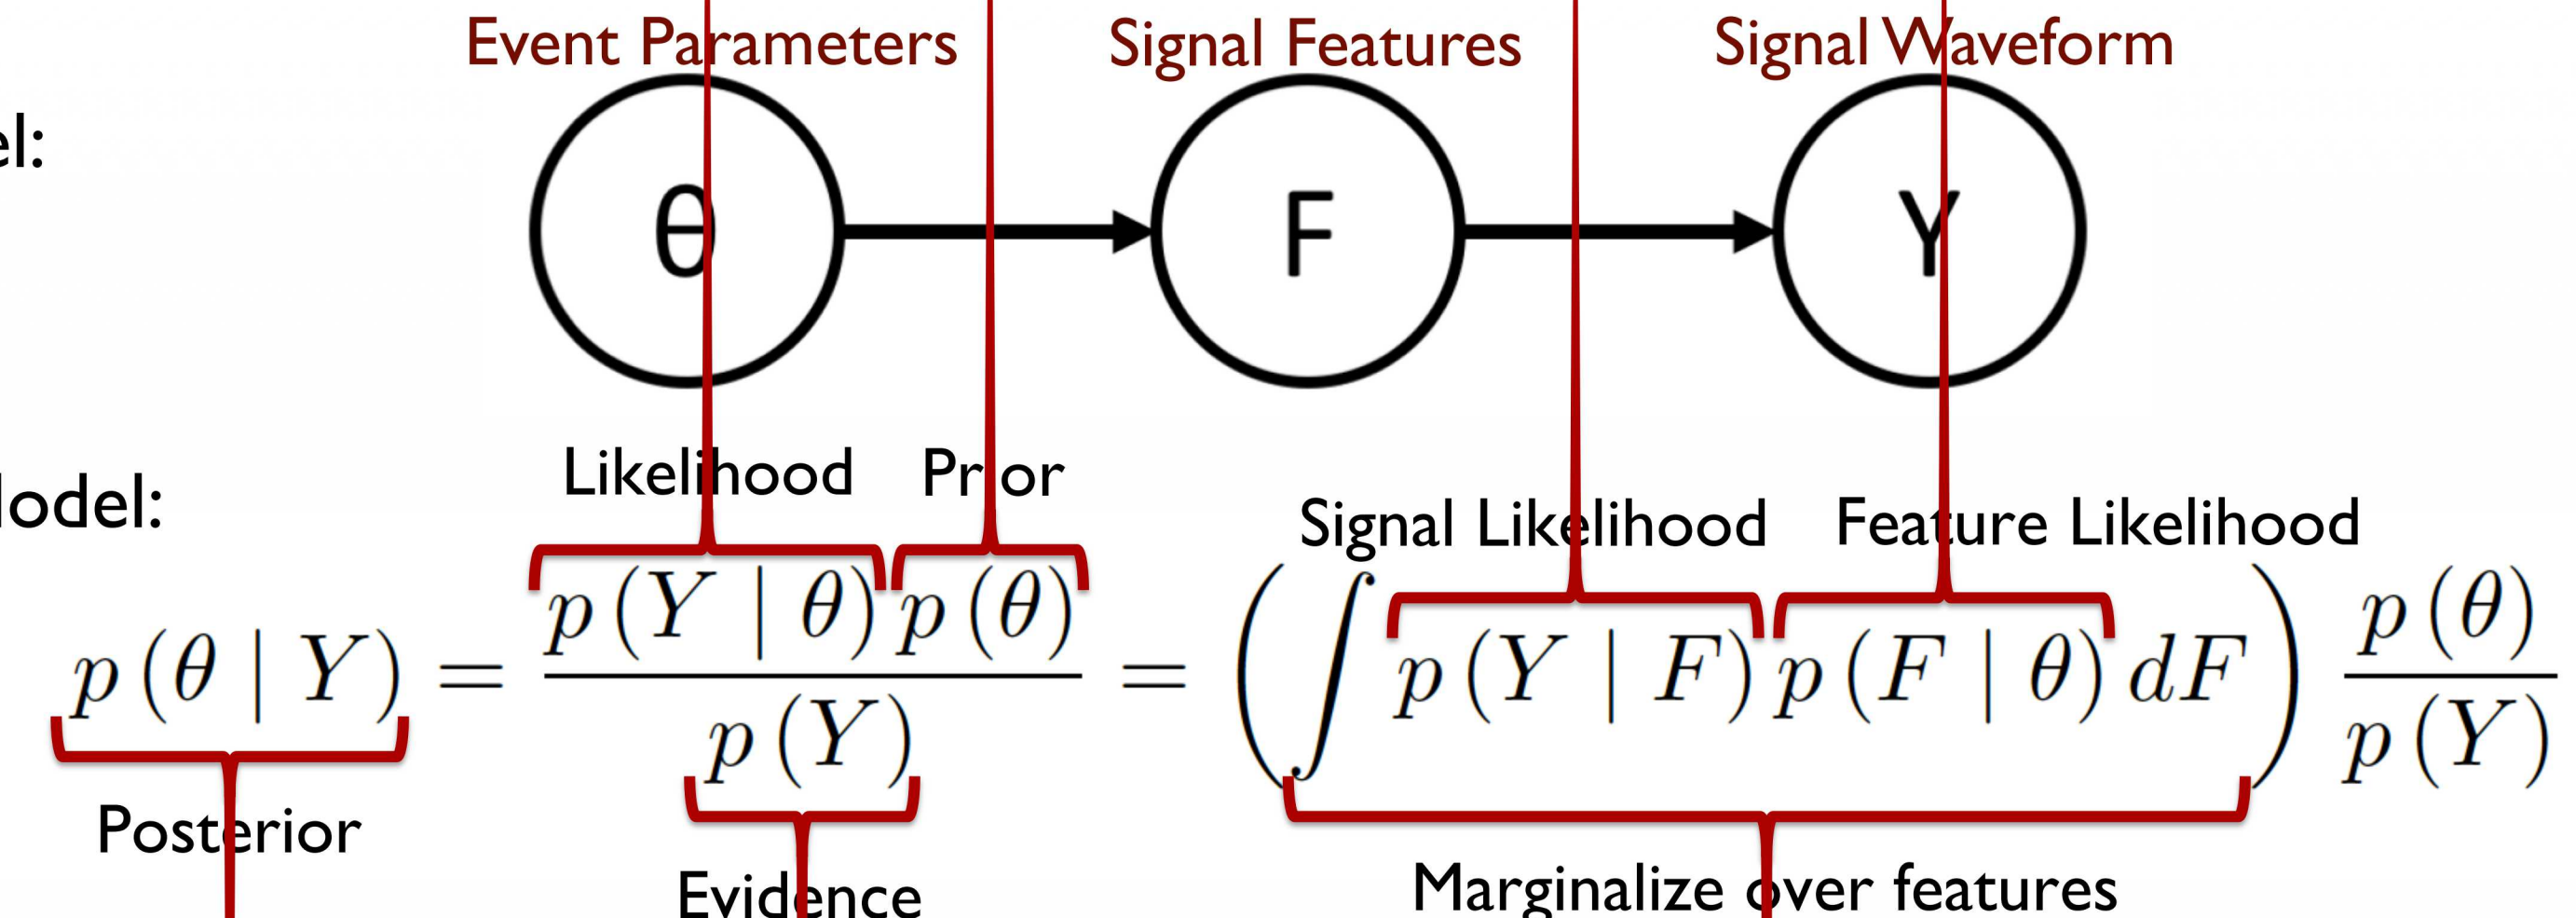 Event Parameters Signal Features Signal Waveform
el:
θ F Y
Likelihood Prior
odel:
Signal Likelihood Feature Likelihood
p (θ | Y) = p (Y | θ) p (θ) / p (Y) = (∫ p (Y | F) p (F | θ) dF) p (θ) / p (Y)
Posterior
Evidence
Marginalize over features